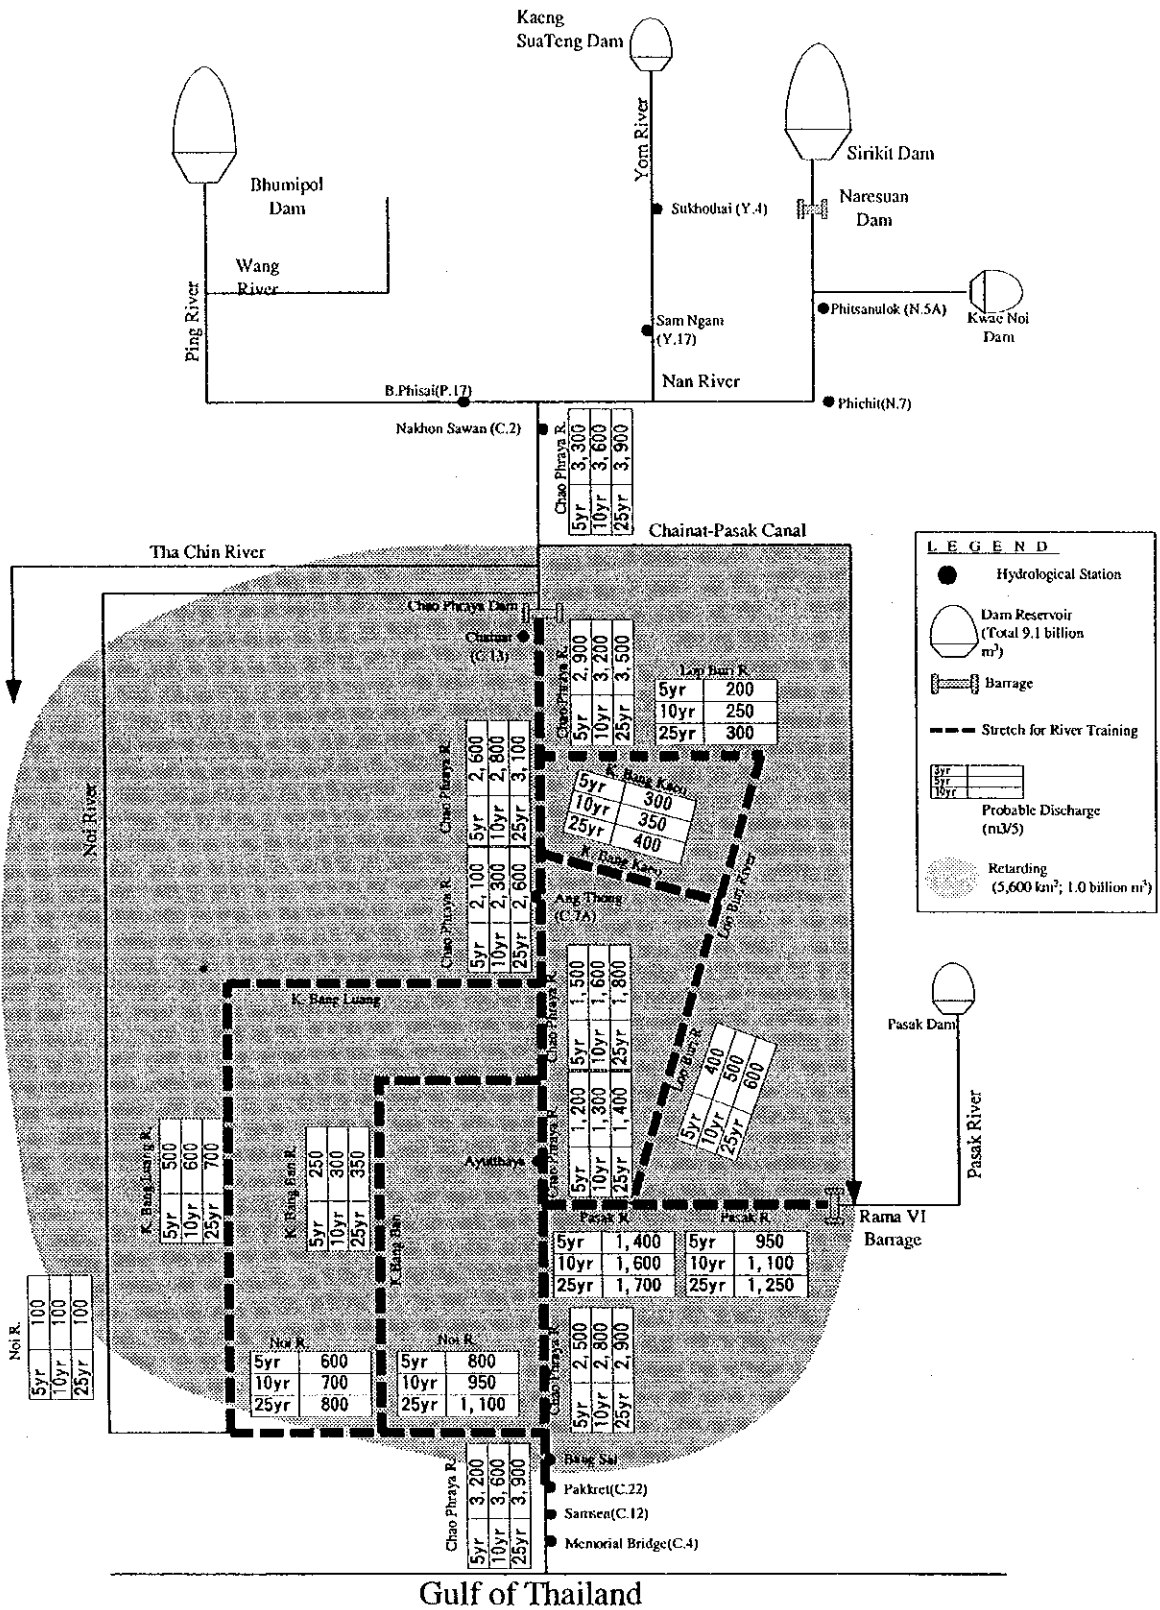 Kaeng
SuaTeng Dam
Yom River
Sirikit Dam
Bhumipol
Dam
Sukhothai (Y.4)
Naresuan
Dam
Wang
River
Ping River
Sam Ngam
(Y.17)
Phitsanulok (N.5A)
Kwae Noi
Dam
Nan River
B.Phisai(P.17)
Phichit(N.7)
Nakhon Sawan (C.2)
Chao Phraya R.
5yr 3,300
10yr 3,600
25yr 3,900
Chainat-Pasak Canal
Tha Chin River
LEGEND
Hydrological Station
Dam Reservoir
(Total 9.1 billion
m³)
Barrage
Stretch for River Training
3yr
5yr
10yr
Probable Discharge
(m3/5)
Retarding
(5,600 km²; 1.0 billion m³)
Chao Phraya Dam
Chainat
(C.13)
Chao Phraya R.
5yr 2,900
10yr 3,200
25yr 3,500
Lop Buri R.
5yr 200
10yr 250
25yr 300
Chao Phraya R.
5yr 2,600
10yr 2,800
25yr 3,100
K. Bang Kaeo
5yr 300
10yr 350
25yr 400
K. Bang Kaeo
Noi River
Chao Phraya R.
5yr 2,100
10yr 2,300
25yr 2,600
Ang Thong
(C.7A)
Lop Buri River
K. Bang Luang
Chao Phraya R.
5yr 1,500
10yr 1,600
25yr 1,800
Pasak Dam
Lop Buri R.
5yr 400
10yr 500
25yr 600
Chao Phraya R.
5yr 1,200
10yr 1,300
25yr 1,400
Pasak River
K. Bang Luang R.
5yr 500
10yr 600
25yr 700
K. Bang Ban R.
5yr 250
10yr 300
25yr 350
Ayutthaya
K. Bang Ban
Rama VI
Barrage
Pasak R.
5yr 1,400
10yr 1,600
25yr 1,700
Pasak R.
5yr 950
10yr 1,100
25yr 1,250
Noi R.
5yr 100
10yr 100
25yr 100
Noi R.
5yr 600
10yr 700
25yr 800
Noi R.
5yr 800
10yr 950
25yr 1,100
Chao Phraya R.
5yr 2,500
10yr 2,800
25yr 2,900
Chao Phraya R.
5yr 3,200
10yr 3,600
25yr 3,900
Bang Sai
Pakkret(C.22)
Samsen(C.12)
Memorial Bridge(C.4)
Gulf of Thailand